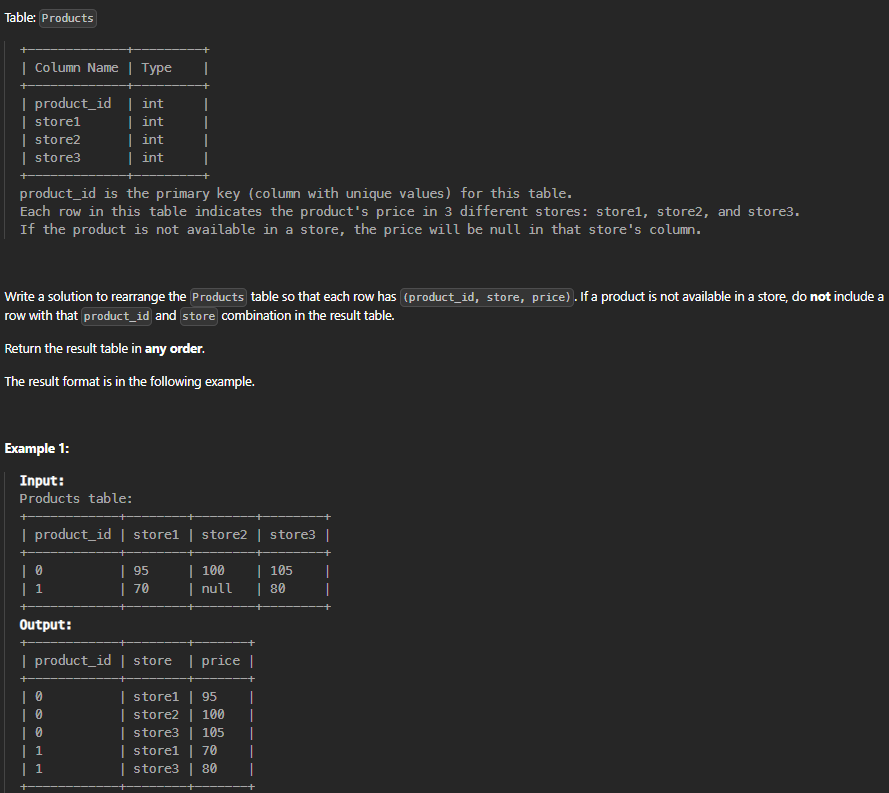 Table: Products
+-------------+---------+
| Column Name | Type    |
+-------------+---------+
| product_id  | int     |
| store1      | int     |
| store2      | int     |
| store3      | int     |
+-------------+---------+
product_id is the primary key (column with unique values) for this table.
Each row in this table indicates the product's price in 3 different stores: store1, store2, and store3.
If the product is not available in a store, the price will be null in that store's column.
Write a solution to rearrange the Products table so that each row has (product_id, store, price). If a product is not available in a store, do not include a
row with that product_id and store combination in the result table.
Return the result table in any order.
The result format is in the following example.
Example 1:
Input:
Products table:
+------------+--------+--------+--------+
| product_id | store1 | store2 | store3 |
+------------+--------+--------+--------+
| 0          | 95     | 100    | 105    |
| 1          | 70     | null   | 80     |
+------------+--------+--------+--------+
Output:
+------------+--------+-------+
| product_id | store  | price |
+------------+--------+-------+
| 0          | store1 | 95    |
| 0          | store2 | 100   |
| 0          | store3 | 105   |
| 1          | store1 | 70    |
| 1          | store3 | 80    |
+------------+--------+-------+